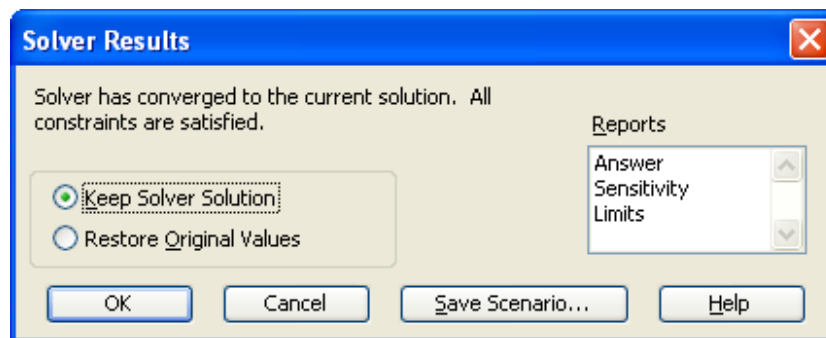 Solver Results
Solver has converged to the current solution.  All
constraints are satisfied.
Reports
Answer
Sensitivity
Limits
Keep Solver Solution
Restore Original Values
OK
Cancel
Save Scenario...
Help